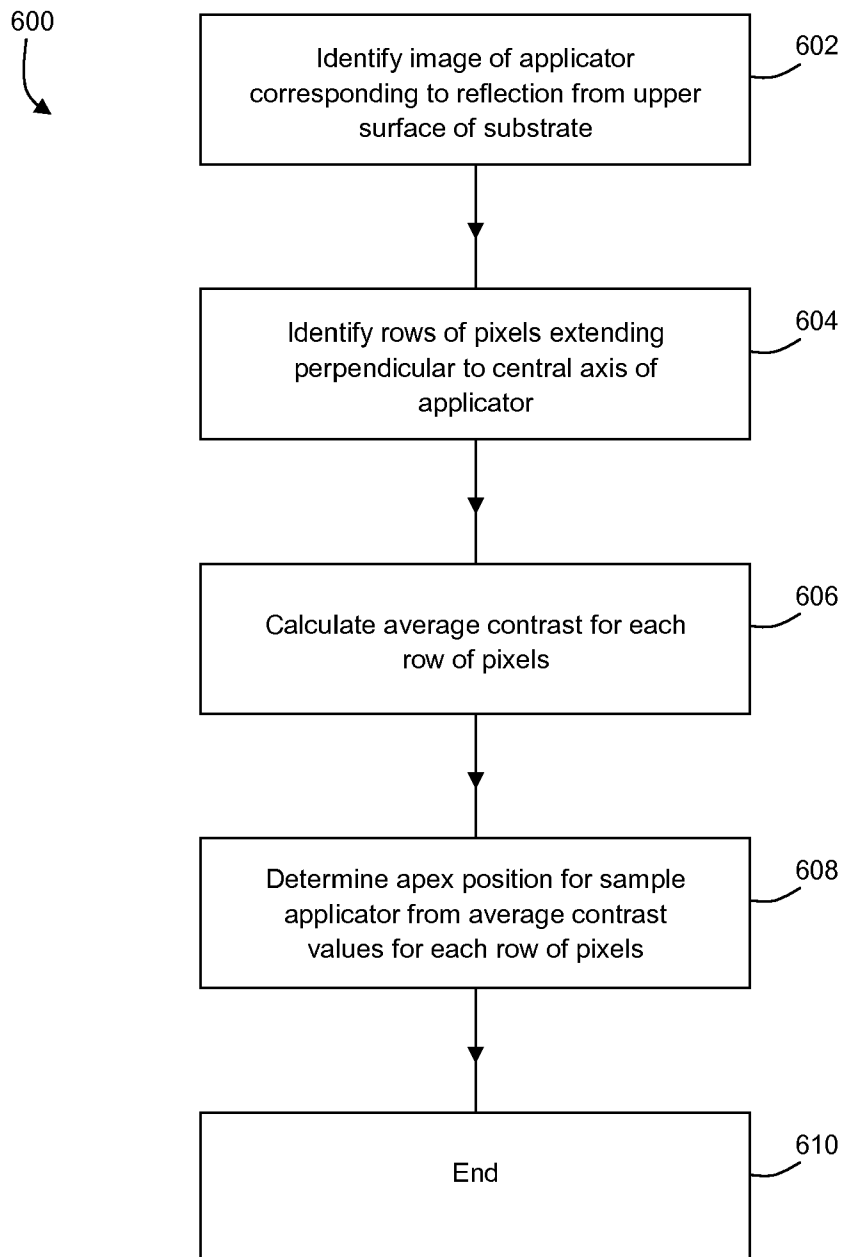 600
602
Identify image of applicator
corresponding to reflection from upper
surface of substrate
604
Identify rows of pixels extending
perpendicular to central axis of
applicator
606
Calculate average contrast for each
row of pixels
608
Determine apex position for sample
applicator from average contrast
values for each row of pixels
610
End